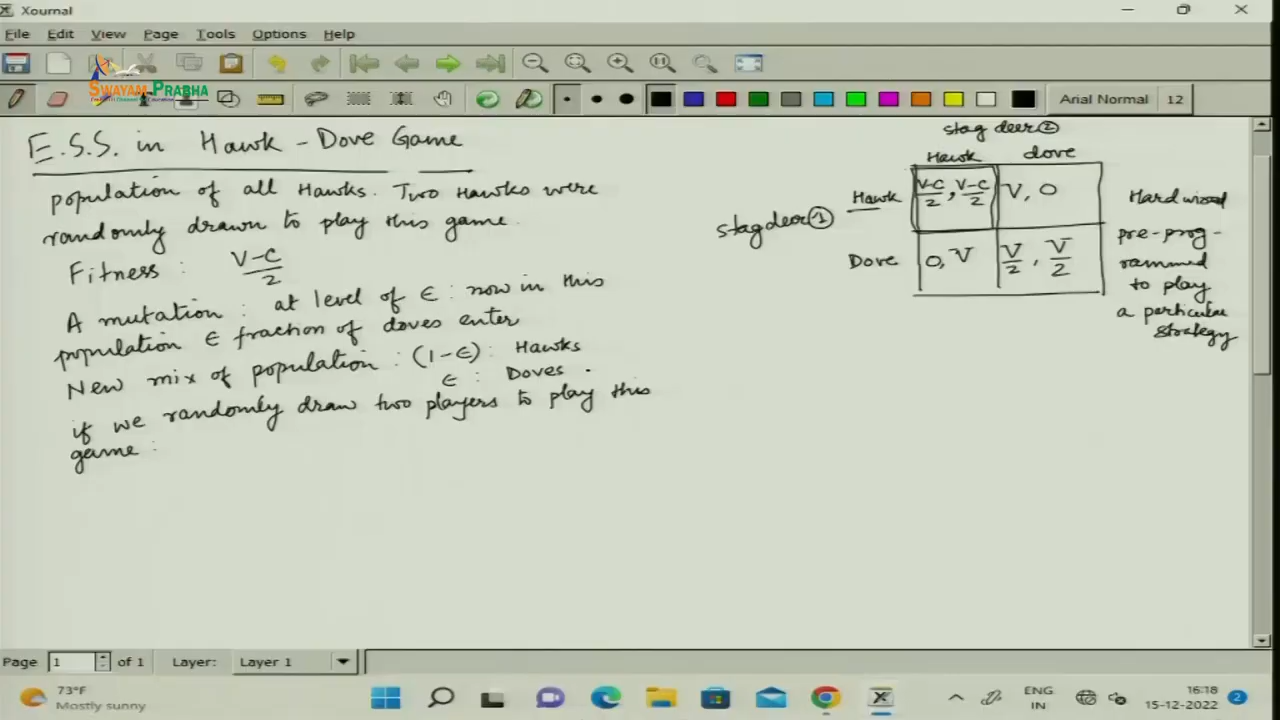 Xournal
File Edit View Page Tools Options Help
SWAYAM PRABHA
Arial Normal 12
E.S.S. in Hawk - Dove Game
population of all Hawks. Two Hawks were
randomly drawn to play this game.
Fitness : V-C/2
A mutation : at level of ϵ : now in this
population ϵ fraction of doves enter
New mix of population : (1-ϵ) : Hawks
ϵ : Doves .
if we randomly draw two players to play this
game :
stag deer ②
Hawk dove
stag deer ①
Hawk V-C/2, V-C/2 V, 0
Dove 0, V V/2, V/2
pre-prog-
rammed
to play
a particular
strategy
Page 1 of 1 Layer: Layer 1
73°F
Mostly sunny
ENG
IN
16:18
15-12-2022
2